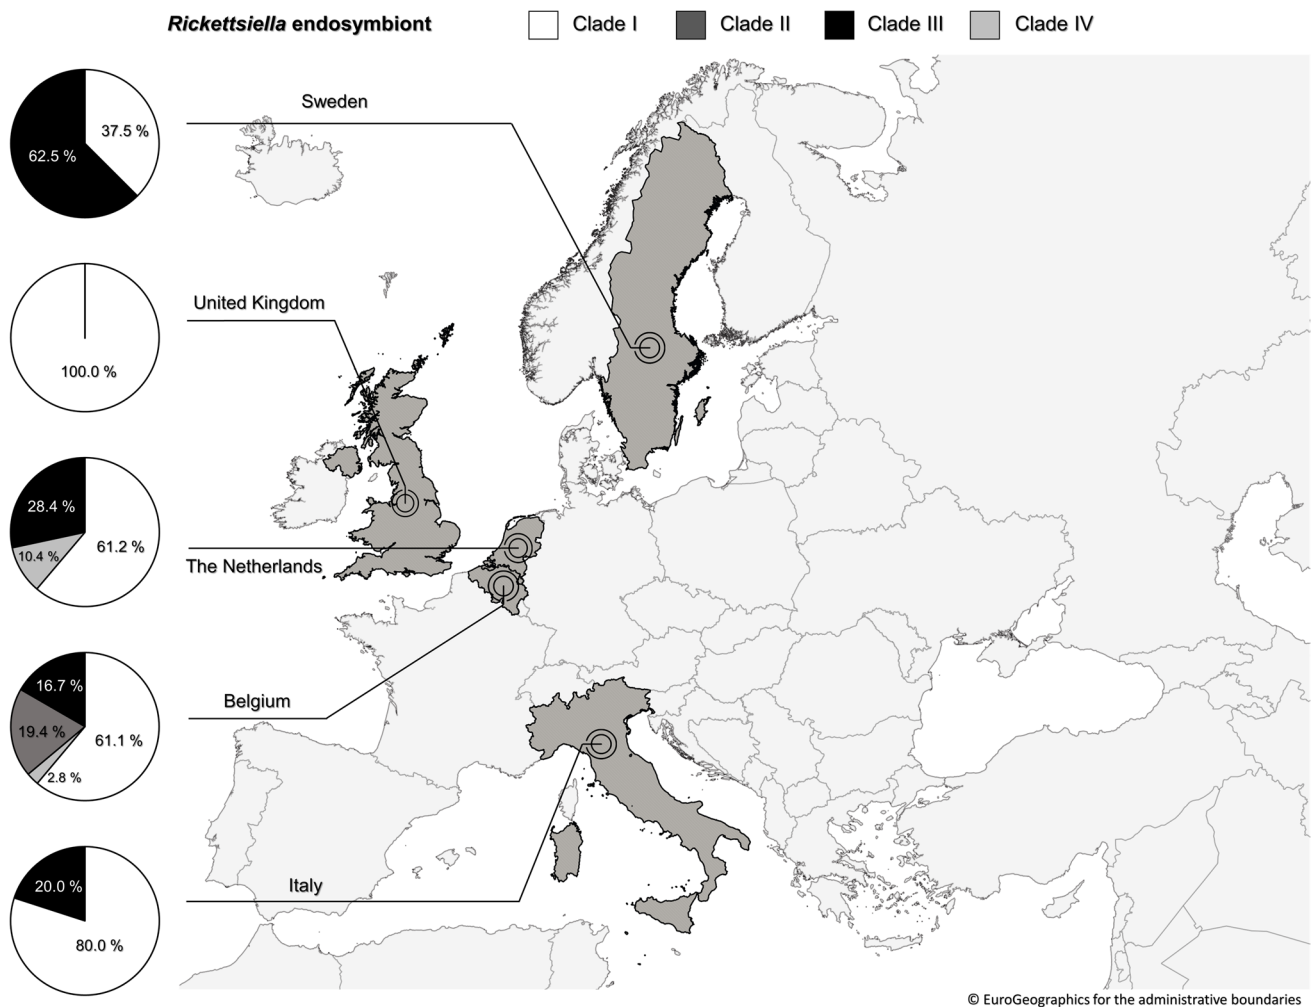 Rickettsiella endosymbiont
Clade I
Clade II
Clade III
Clade IV
Sweden
37.5 %
62.5 %
United Kingdom
100.0 %
28.4 %
10.4 %
61.2 %
The Netherlands
16.7 %
19.4 %
61.1 %
2.8 %
Belgium
20.0 %
80.0 %
Italy
© EuroGeographics for the administrative boundaries